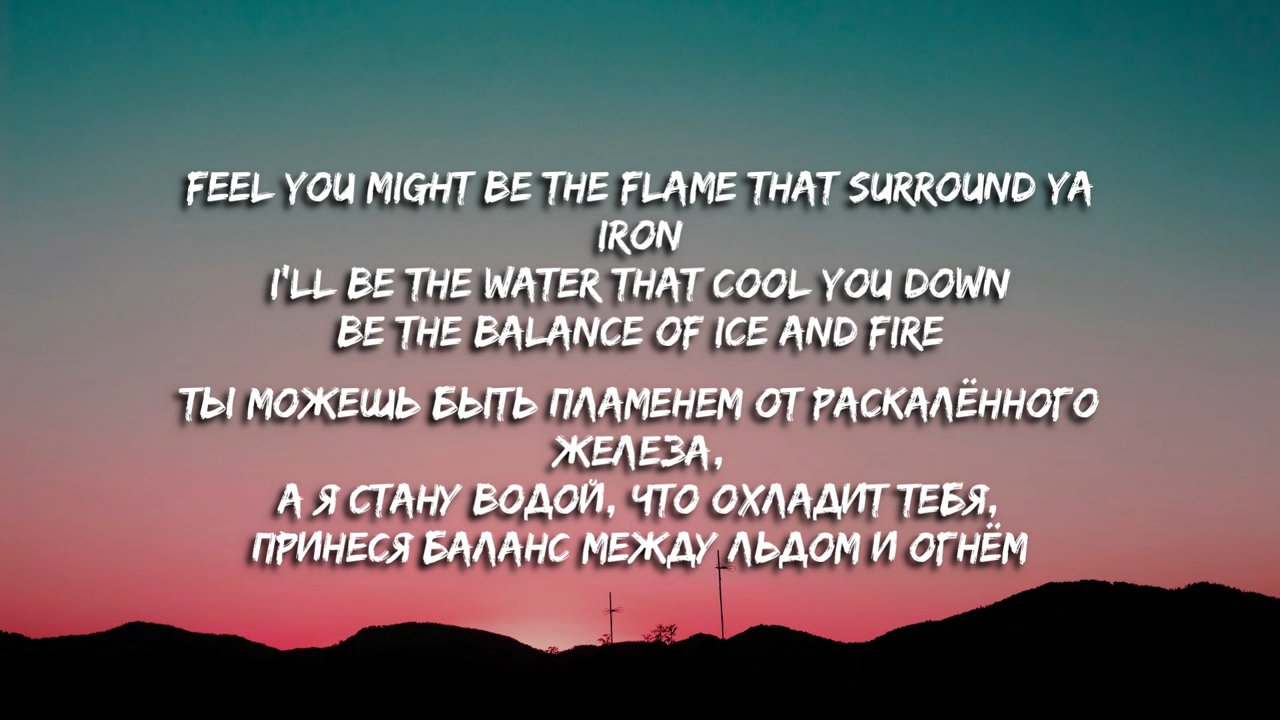 FEEL YOU MIGHT BE THE FLAME THAT SURROUND YA
IRON
I'LL BE THE WATER THAT COOL YOU DOWN
BE THE BALANCE OF ICE AND FIRE
ТЫ МОЖЕШЬ БЫТЬ ПЛАМЕНЕМ ОТ РАСКАЛЁННОГО
ЖЕЛЕЗА,
А Я СТАНУ ВОДОЙ, ЧТО ОХЛАДИТ ТЕБЯ,
ПРИНЕСЯ БАЛАНС МЕЖДУ ЛЬДОМ И ОГНЁМ